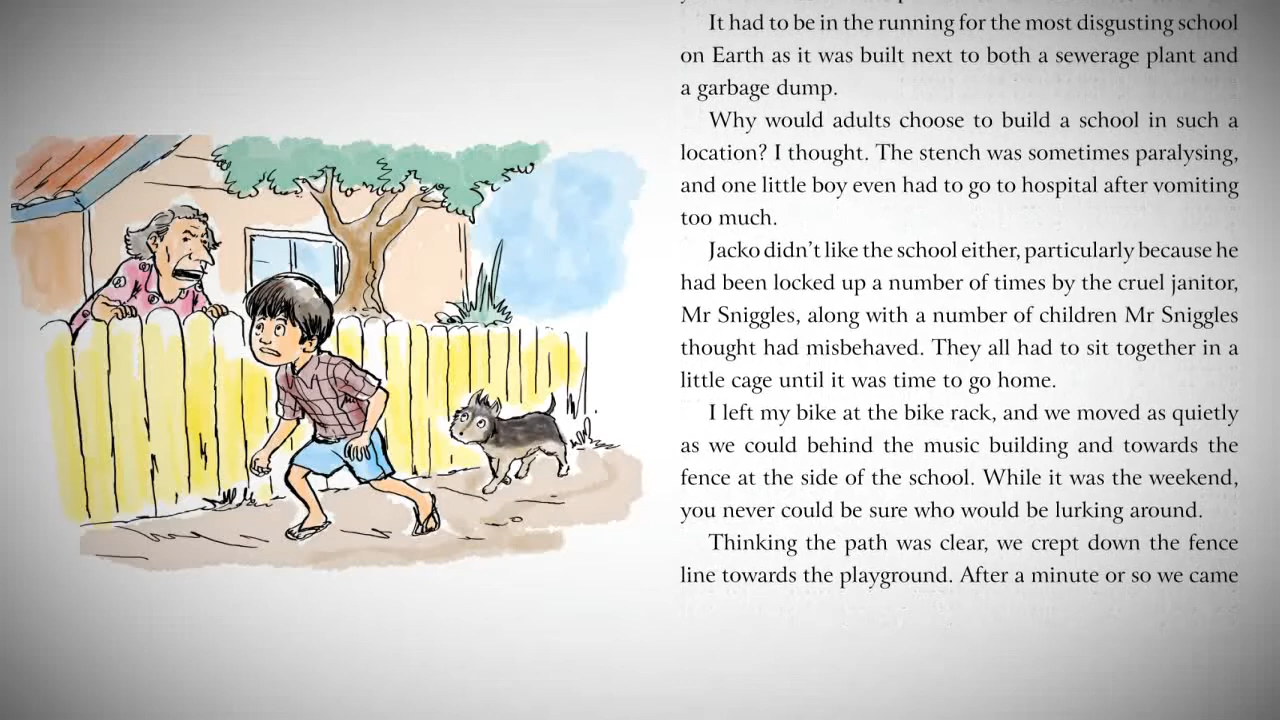 It had to be in the running for the most disgusting school
on Earth as it was built next to both a sewerage plant and
a garbage dump.
Why would adults choose to build a school in such a
location? I thought. The stench was sometimes paralysing,
and one little boy even had to go to hospital after vomiting
too much.
Jacko didn’t like the school either, particularly because he
had been locked up a number of times by the cruel janitor,
Mr Sniggles, along with a number of children Mr Sniggles
thought had misbehaved. They all had to sit together in a
little cage until it was time to go home.
I left my bike at the bike rack, and we moved as quietly
as we could behind the music building and towards the
fence at the side of the school. While it was the weekend,
you never could be sure who would be lurking around.
Thinking the path was clear, we crept down the fence
line towards the playground. After a minute or so we came